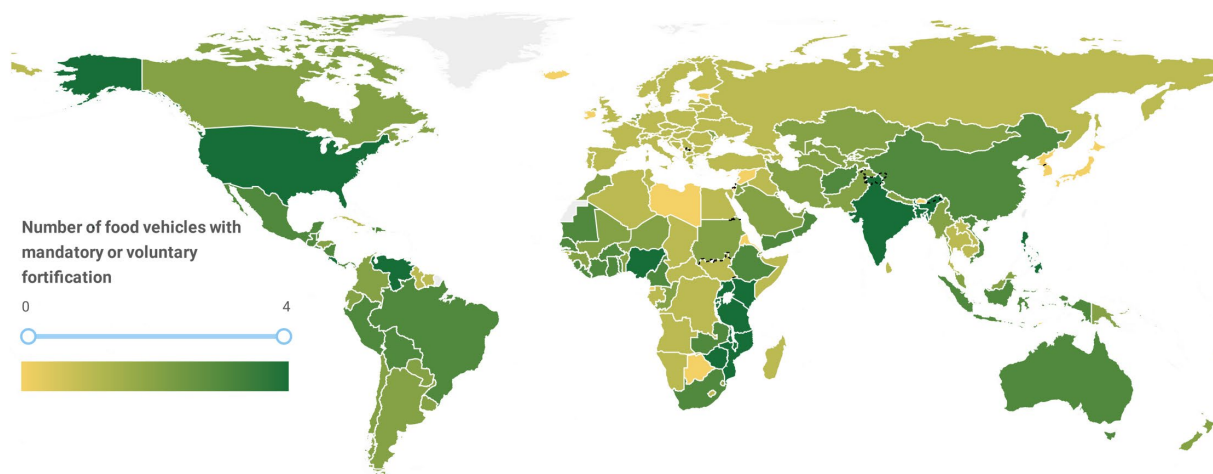 Number of food vehicles with
mandatory or voluntary
fortification
0 4